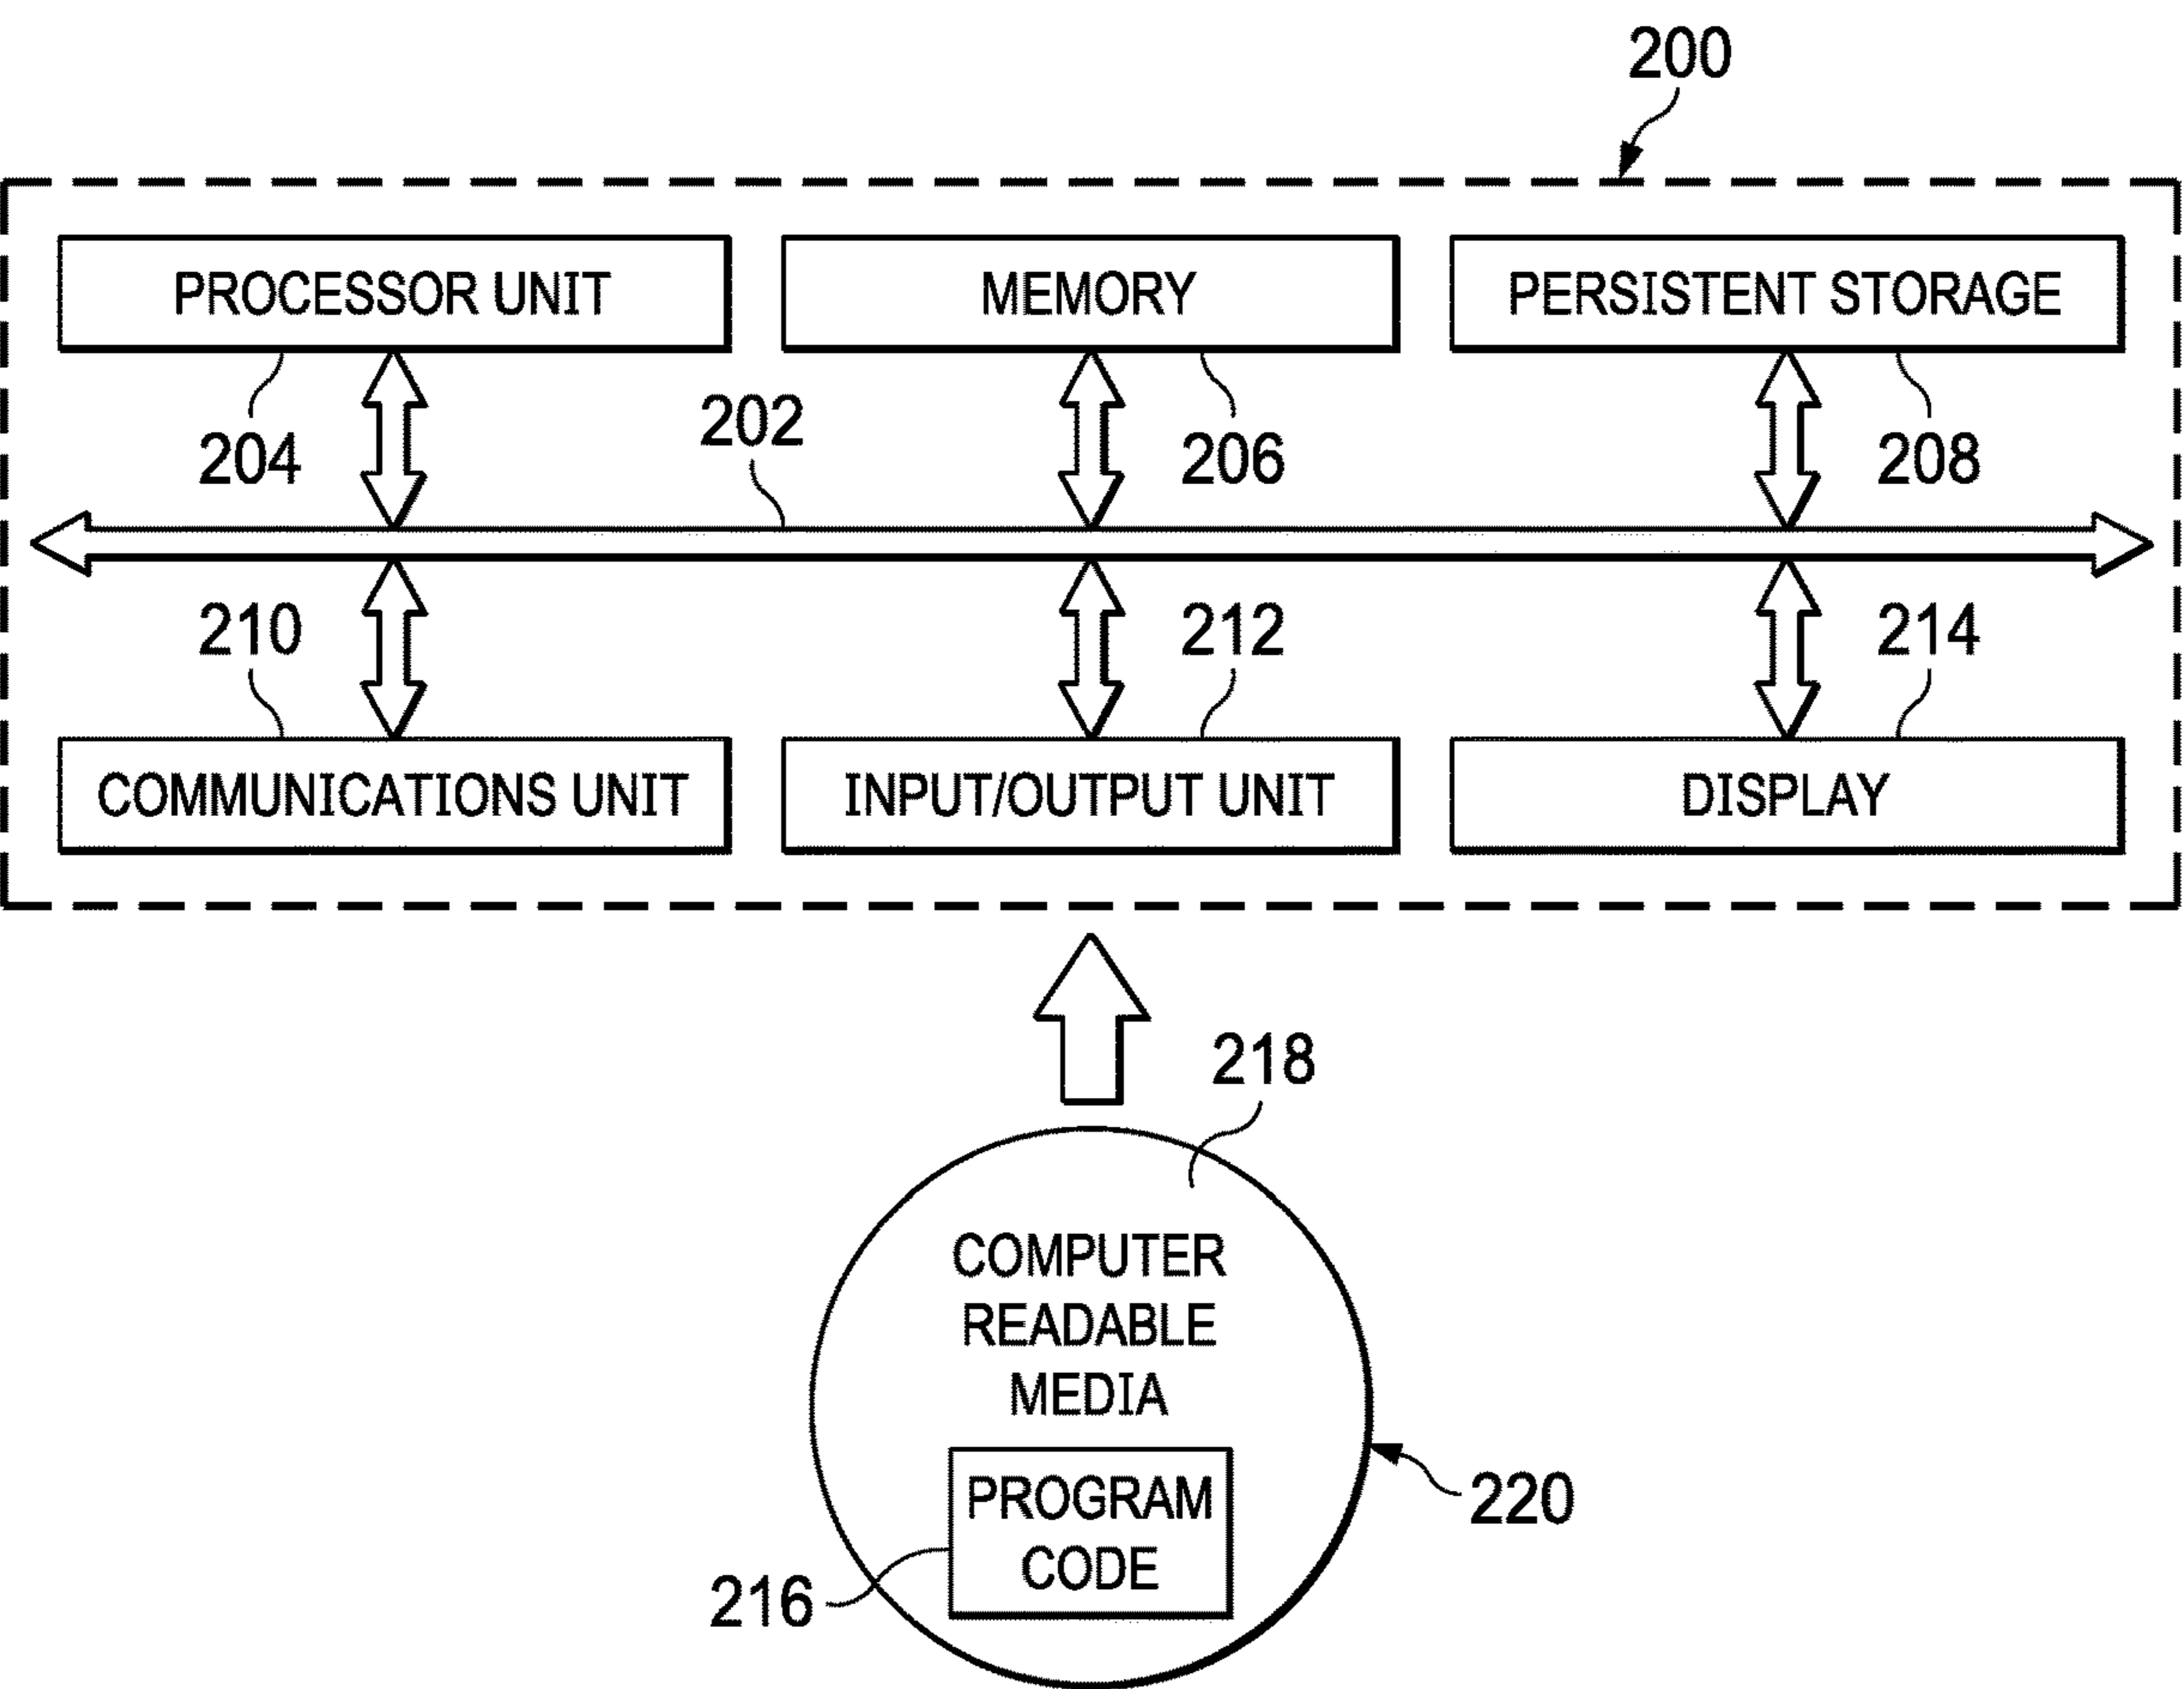 200
PROCESSOR UNIT
MEMORY
PERSISTENT STORAGE
204
202
206
208
210
212
214
COMMUNICATIONS UNIT
INPUT/OUTPUT UNIT
DISPLAY
218
COMPUTER
READABLE
MEDIA
PROGRAM
CODE
220
216